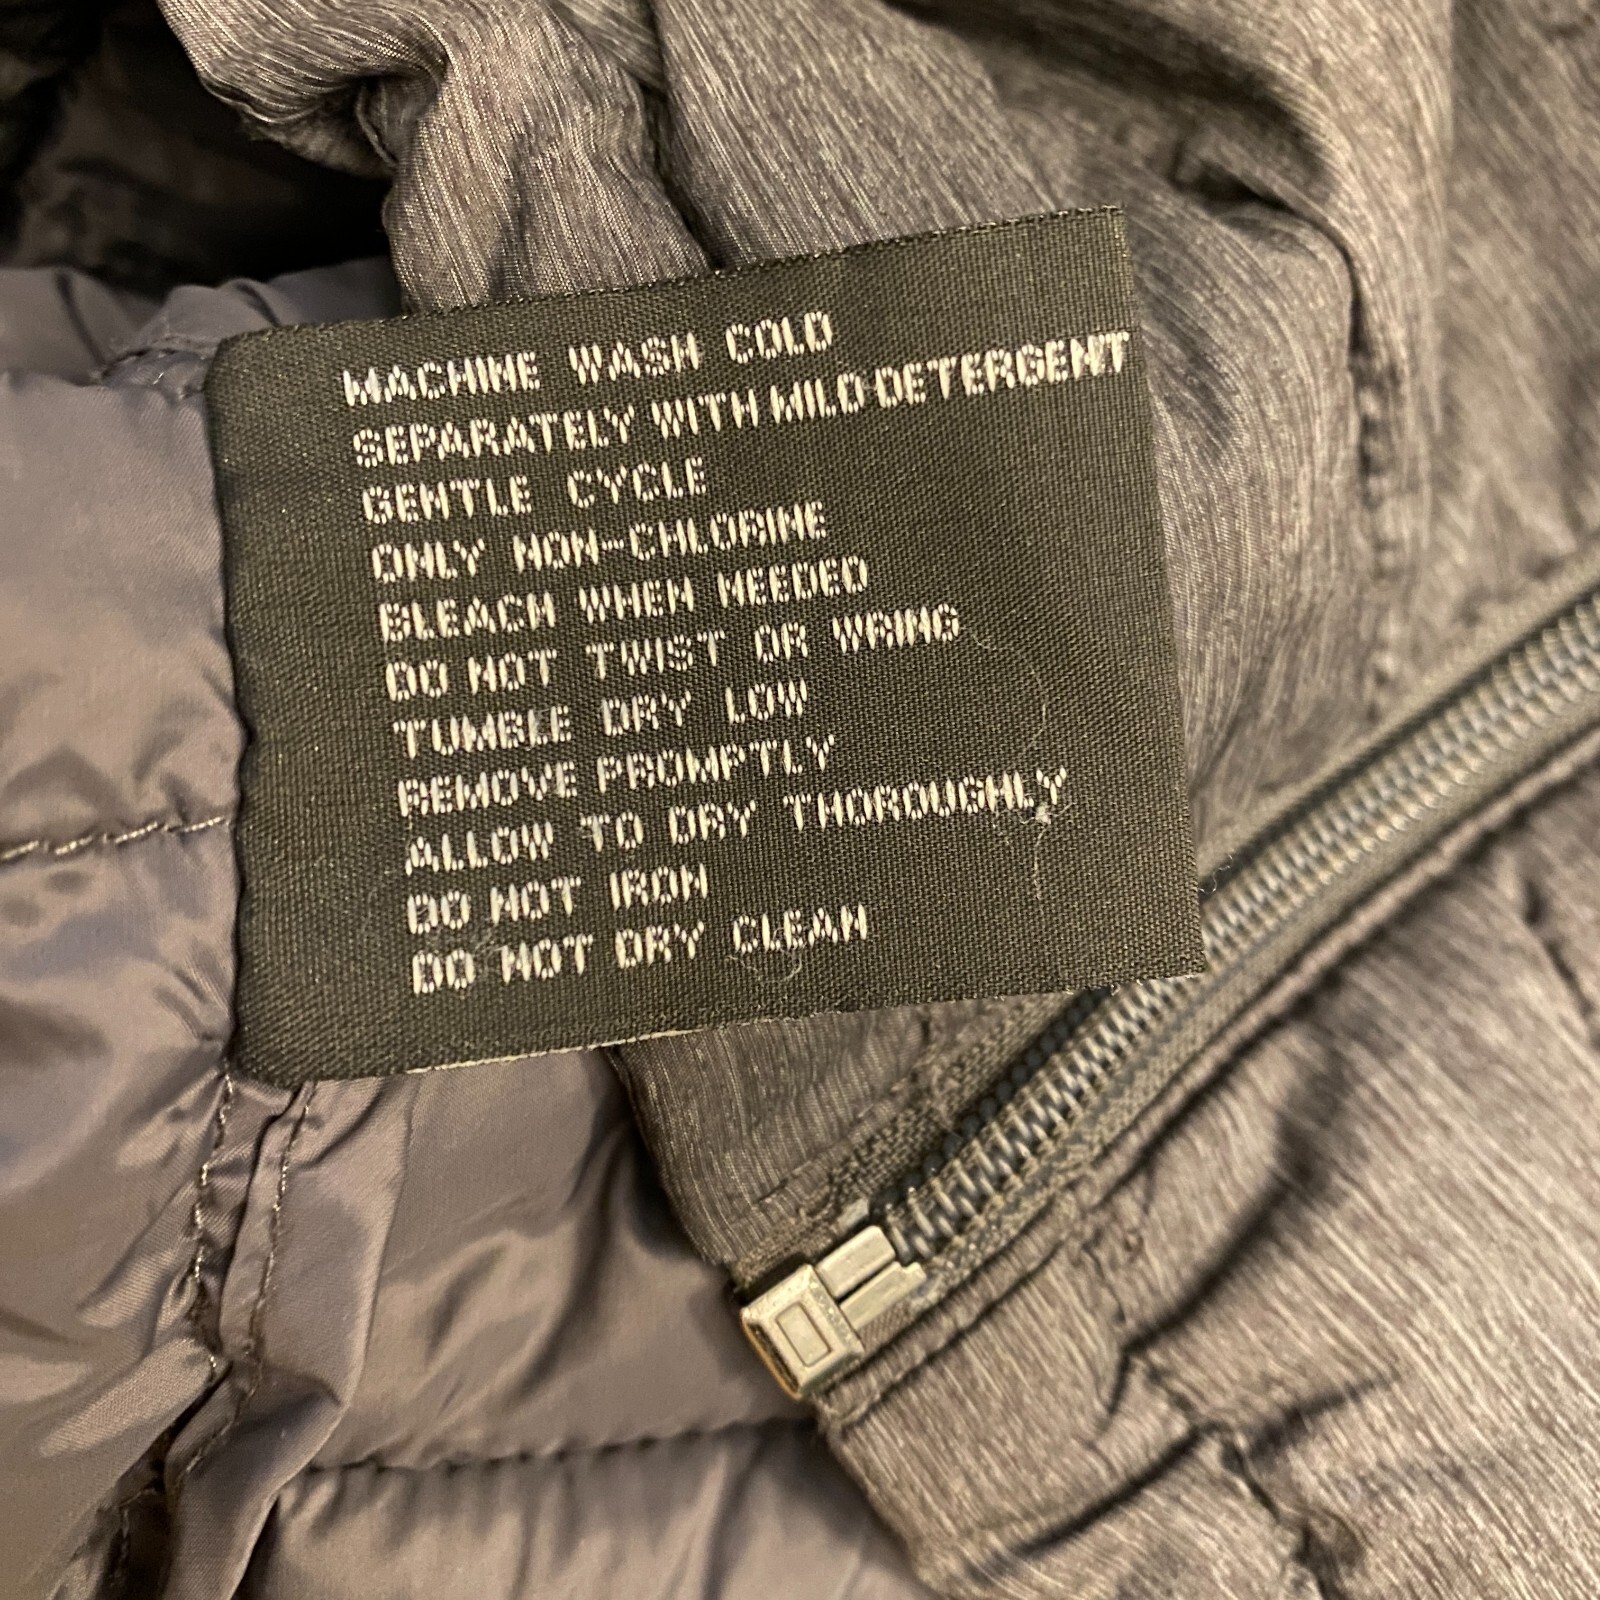 MACHINE WASH COLD
SEPARATELY WITH MILD DETERGENT
GENTLE CYCLE
ONLY NON-CHLORINE
BLEACH WHEN NEEDED
DO NOT TWIST OR WRING
TUMBLE DRY LOW
REMOVE PROMPTLY
ALLOW TO DRY THOROUGHLY
DO NOT IRON
DO NOT DRY CLEAN